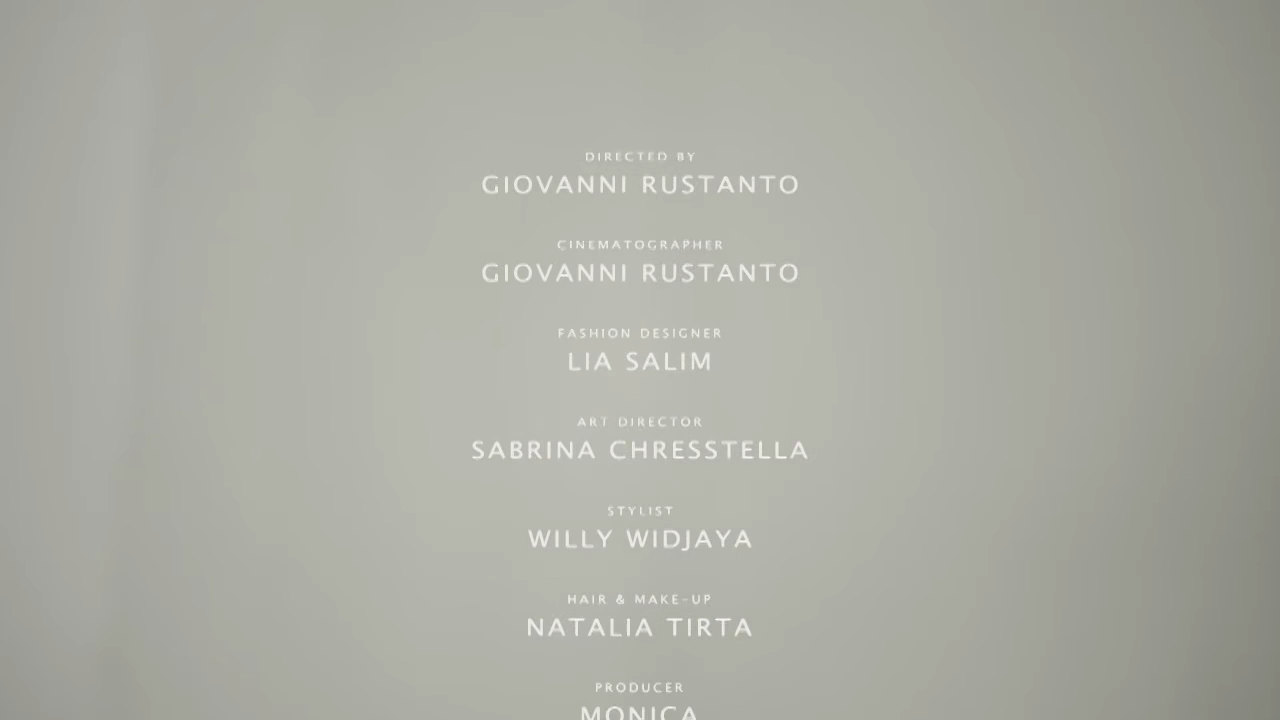 DIRECTED BY
GIOVANNI RUSTANTO
CINEMATOGRAPHER
GIOVANNI RUSTANTO
FASHION DESIGNER
LIA SALIM
ART DIRECTOR
SABRINA CHRESSTELLA
STYLIST
WILLY WIDJAYA
HAIR & MAKE-UP
NATALIA TIRTA
PRODUCER
MONICA